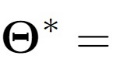 Θ* =